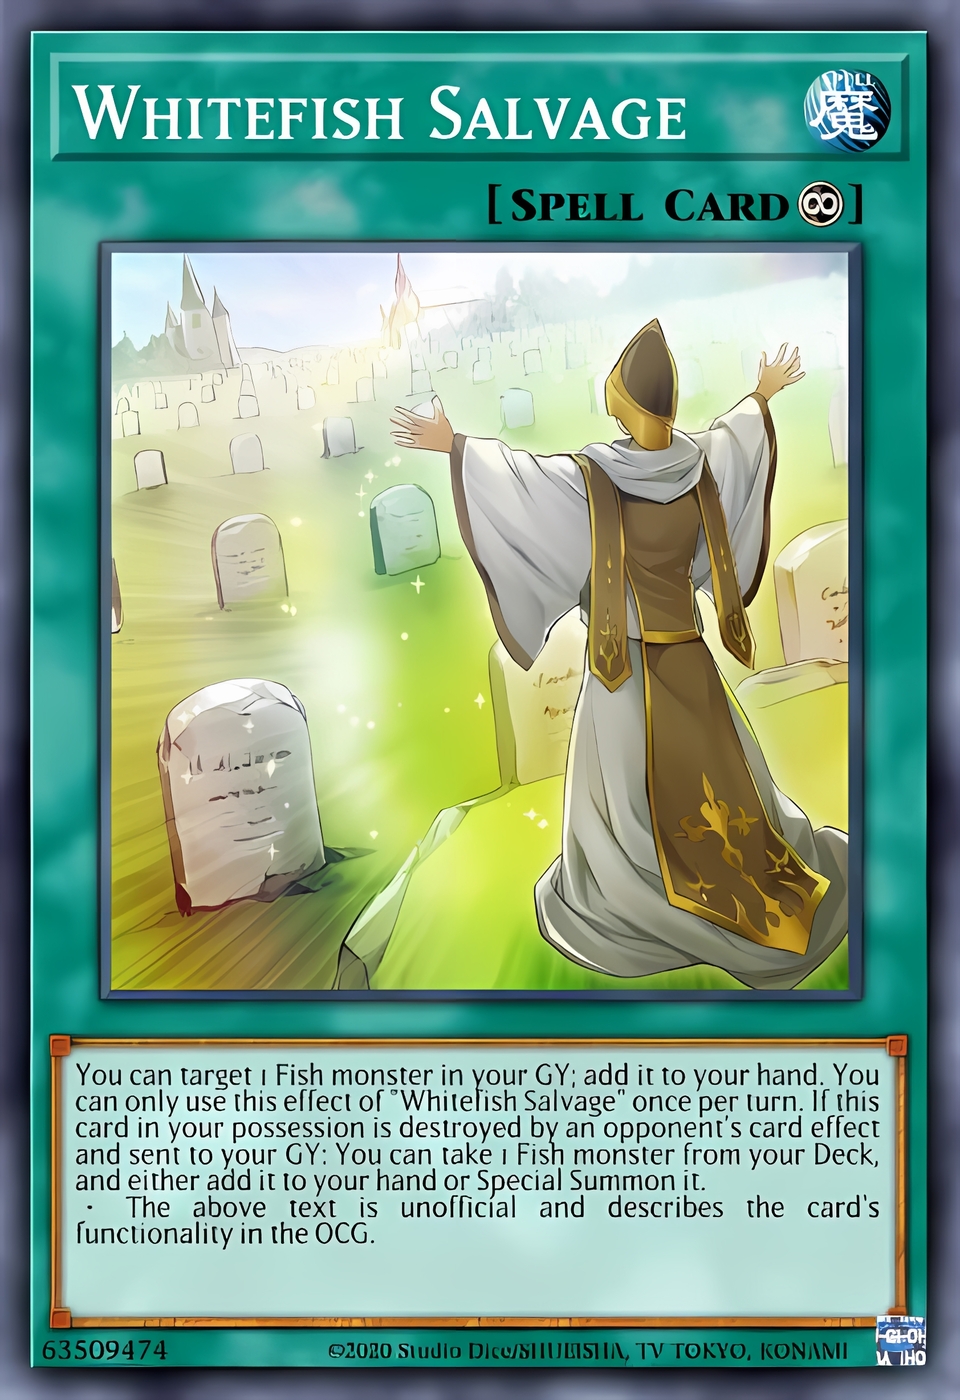 WHITEFISH SALVAGE
魔
[SPELL CARD]
You can target 1 Fish monster in your GY; add it to your hand. You
can only use this effect of "Whitefish Salvage" once per turn. If this
card in your possession is destroyed by an opponent's card effect
and sent to your GY: You can take 1 Fish monster from your Deck,
and either add it to your hand or Special Summon it.
· The above text is unofficial and describes the card's
functionality in the OCG.
63509474
©2020 Studio Dice/SHUEISHA, TV TOKYO, KONAMI